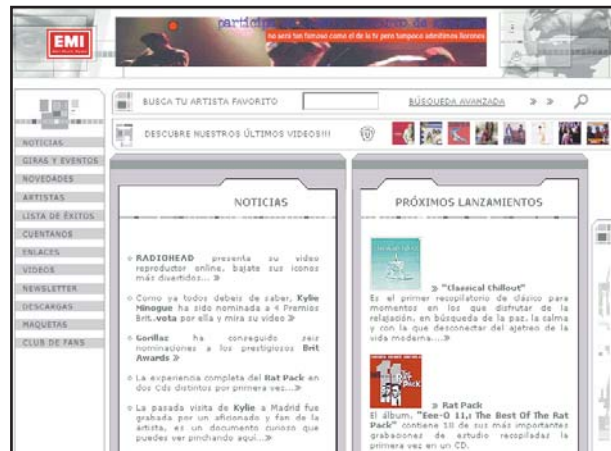 EMI
no será tan famoso como el de la tv pero tampoco admitimos llorones
BUSCA TU ARTISTA FAVORITO
BÚSQUEDA AVANZADA
DESCUBRE NUESTROS ÚLTIMOS VIDEOS!!!
NOTICIAS
GIRAS Y EVENTOS
NOVEDADES
ARTISTAS
LISTA DE ÉXITOS
CUENTANOS
ENLACES
VIDEOS
NEWSLETTER
DESCARGAS
MAQUETAS
CLUB DE FANS
NOTICIAS
RADIOHEAD presenta su video
reproductor online, bajate sus iconos
más divertidos...»
Como ya todos debeis de saber, Kylie
Minogue ha sido nominada a 4 Premios
Brit..vota por ella y mira su video »
Gorillaz ha conseguido seis
nominaciones a los prestigiosos Brit
Awards »
La experiencia completa del Rat Pack en
dos Cds distintos por primera vez...»
La pasada visita de Kylie a Madrid fue
grabada por un aficionado y fan de la
artista, es un documento curioso que
puedes ver pinchando aquí...»
PRÓXIMOS LANZAMIENTOS
» "Classical Chillout"
Es el primer recopilatorio de clásico para
momentos en los que disfrutar de la
relajación, en búsqueda de la paz, la calma
y con la que desconectar del ajetreo de la
vida moderna....»
RAT
PACK
» Rat Pack
El álbum, "Eee-O 11,: The Best Of The Rat
Pack" contiene 18 de sus más importantes
grabaciones de estudio recopiladas la
primera vez en un CD.